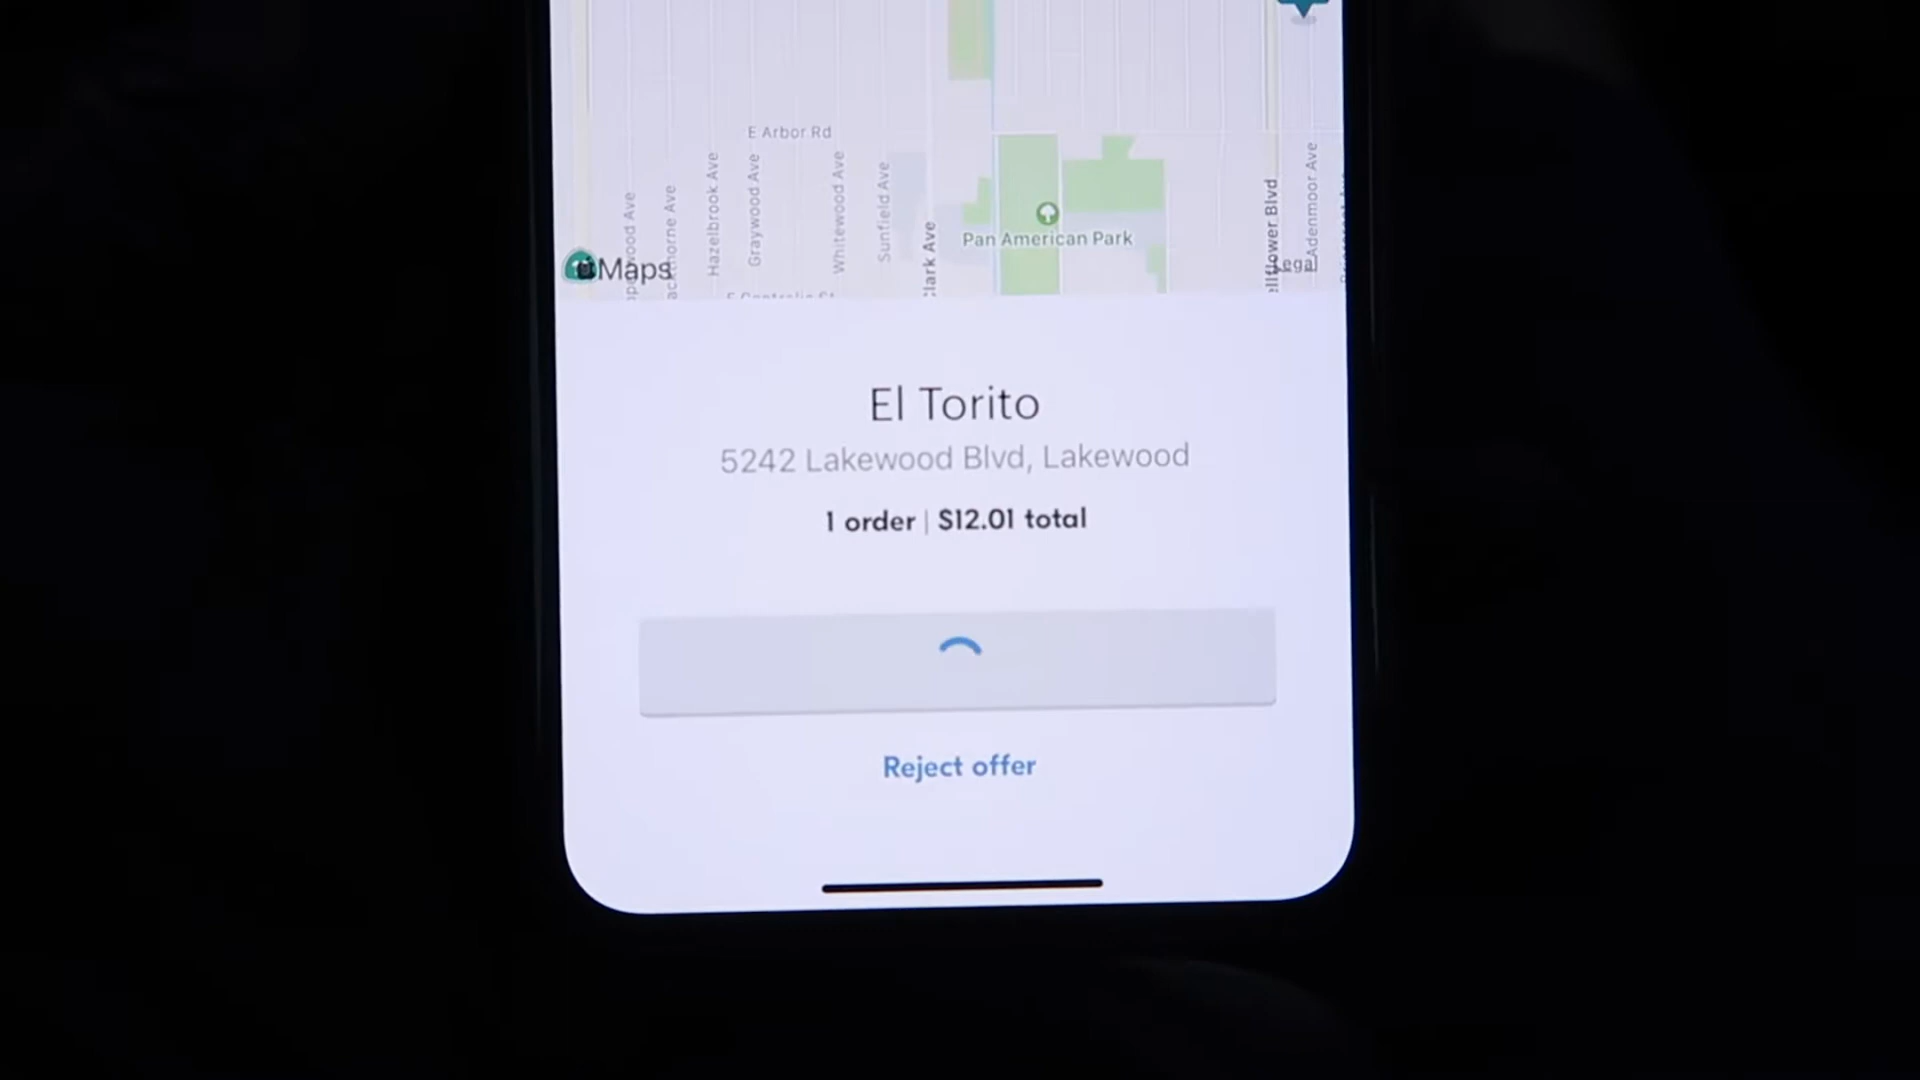 E Arbor Rd
Hazelbrook Ave
Graywood Ave
Whitewood Ave
Sunfield Ave
Clark Ave
Pan American Park
Adenmoor Ave
Maps
Legal
El Torito
5242 Lakewood Blvd, Lakewood
1 order | $12.01 total
Reject offer